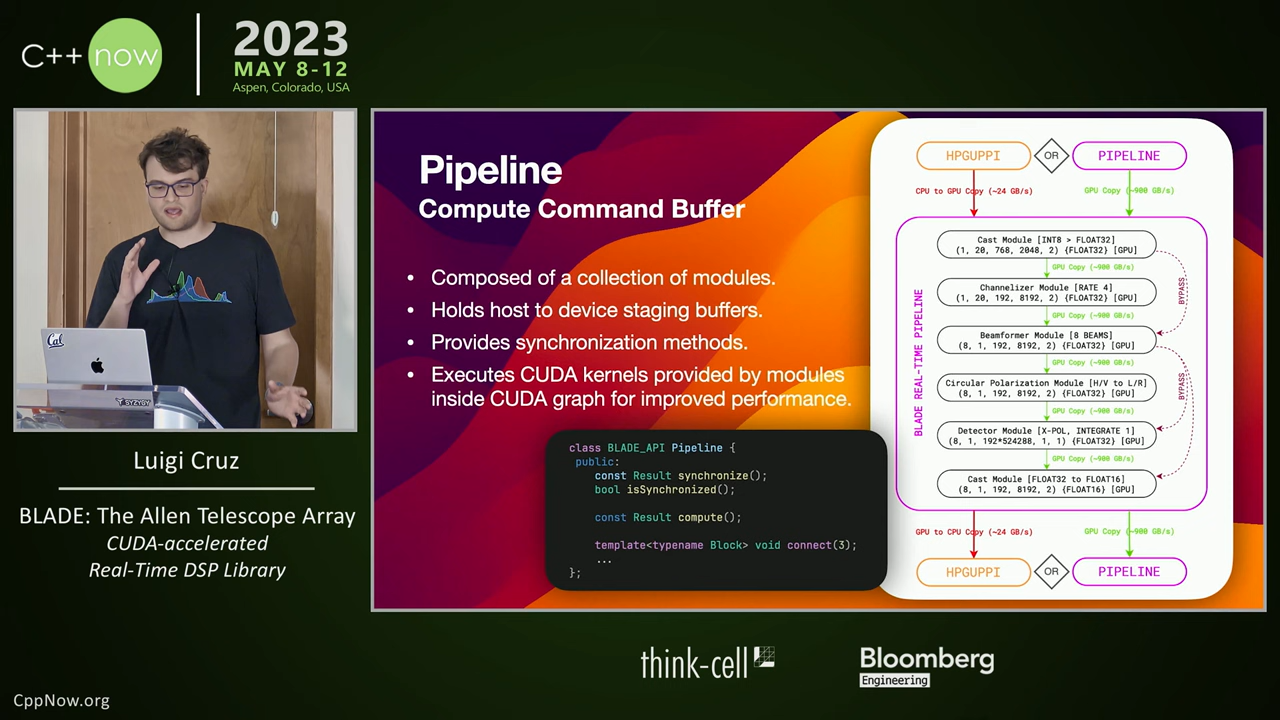 C++ now
2023
MAY 8-12
Aspen, Colorado, USA
Cal
SYZYGY
Luigi Cruz
BLADE: The Allen Telescope Array
CUDA-accelerated
Real-Time DSP Library
Pipeline
Compute Command Buffer
• Composed of a collection of modules.
• Holds host to device staging buffers.
• Provides synchronization methods.
• Executes CUDA kernels provided by modules
inside CUDA graph for improved performance.
class BLADE_API Pipeline {
public:
const Result synchronize();
bool isSynchronized();
const Result compute();
template<typename Block> void connect(3);
...
};
HPGUPPI OR PIPELINE
CPU to GPU Copy (~24 GB/s) GPU Copy (~900 GB/s)
BLADE REAL-TIME PIPELINE
Cast Module [INT8 > FLOAT32]
(1, 20, 768, 2048, 2) {FLOAT32} [GPU]
GPU Copy (~900 GB/s)
Channelizer Module [RATE 4]
(1, 20, 192, 8192, 2) {FLOAT32} [GPU]
BYPASS
GPU Copy (~900 GB/s)
Beamformer Module [8 BEAMS]
(8, 1, 192, 8192, 2) {FLOAT32} [GPU]
GPU Copy (~900 GB/s)
Circular Polarization Module [H/V to L/R]
(8, 1, 192, 8192, 2) {FLOAT32} [GPU]
BYPASS
GPU Copy (~900 GB/s)
Detector Module [X-POL, INTEGRATE 1]
(8, 1, 192*524288, 1, 1) {FLOAT32} [GPU]
GPU Copy (~900 GB/s)
Cast Module [FLOAT32 to FLOAT16]
(8, 1, 192, 8192, 2) {FLOAT16} [GPU]
GPU to CPU Copy (~24 GB/s) GPU Copy (~900 GB/s)
HPGUPPI OR PIPELINE
think-cell
Bloomberg
Engineering
CppNow.org